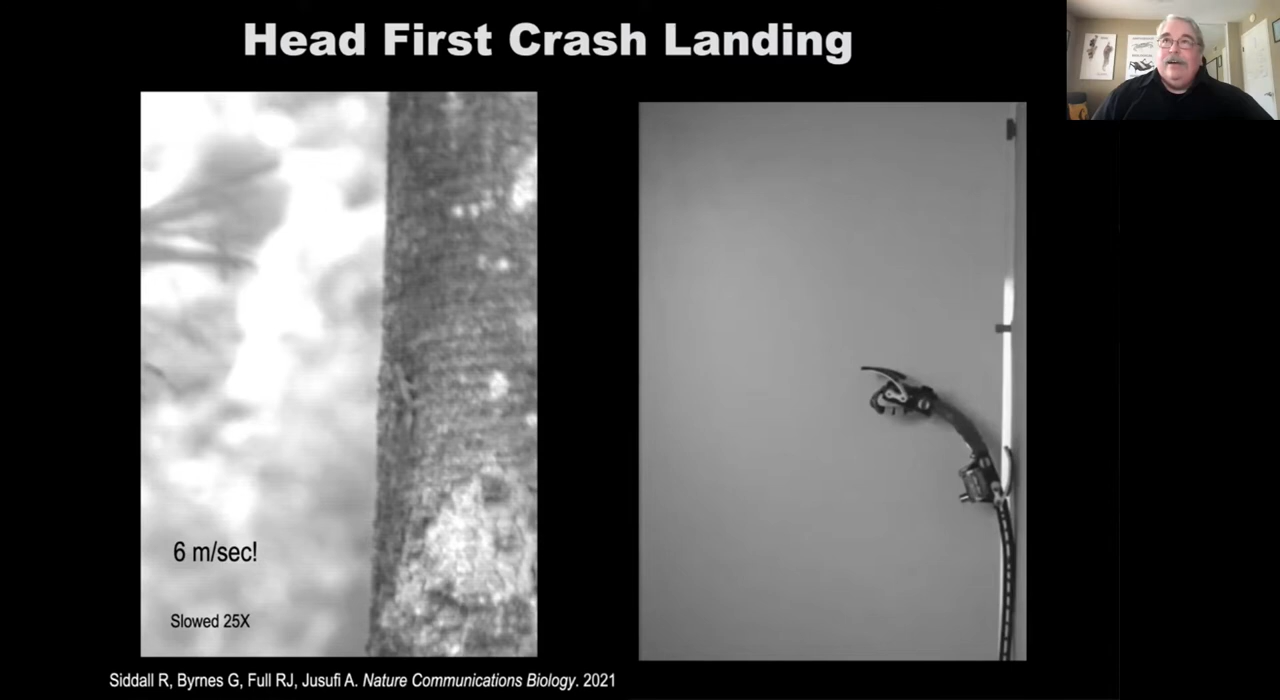 Head First Crash Landing
6 m/sec!
Slowed 25X
Siddall R, Byrnes G, Full RJ, Jusufi A. Nature Communications Biology. 2021